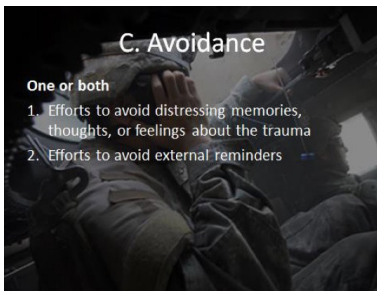 C. Avoidance
One or both
1. Efforts to avoid distressing memories,
thoughts, or feelings about the trauma
2. Efforts to avoid external reminders